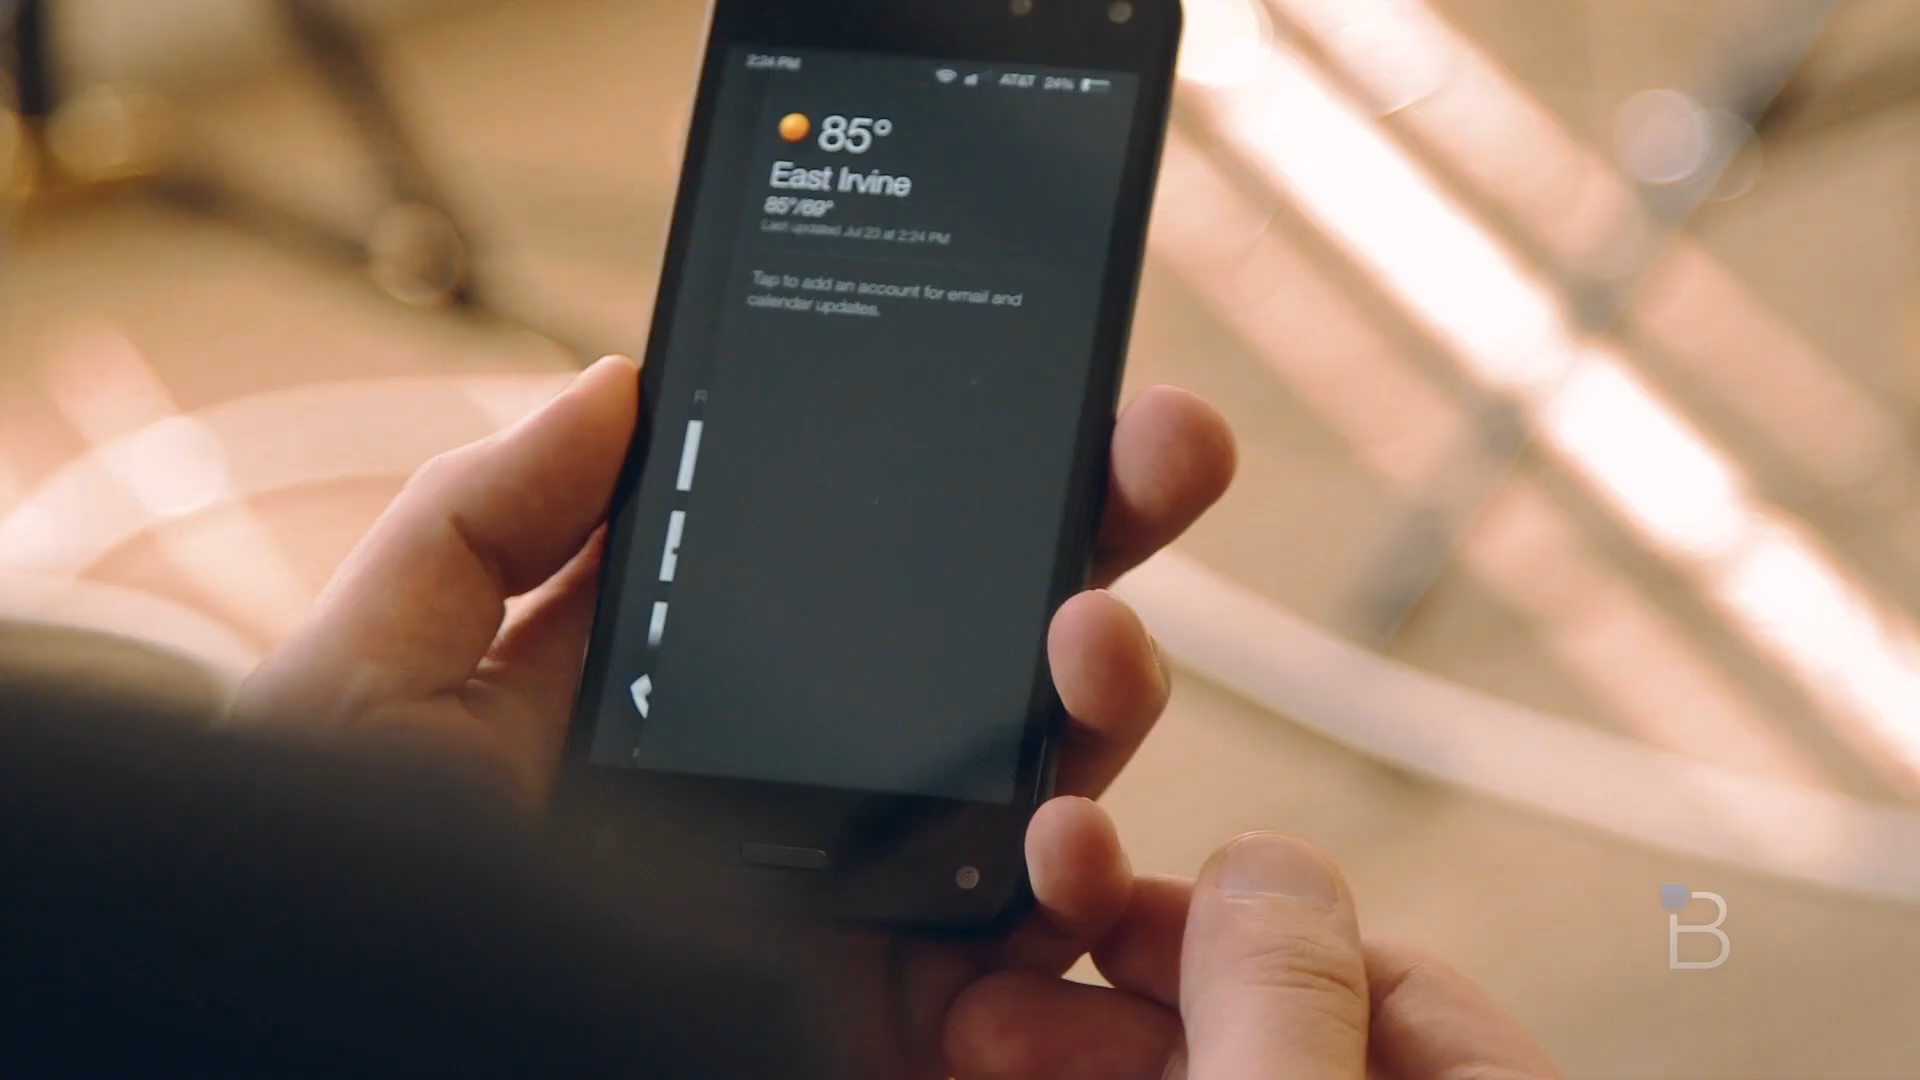 2:24 PM AT&T 24%
85°
East Irvine
85°/69°
Last updated Jul 23 at 2:24 PM
Tap to add an account for email and
calendar updates.
B